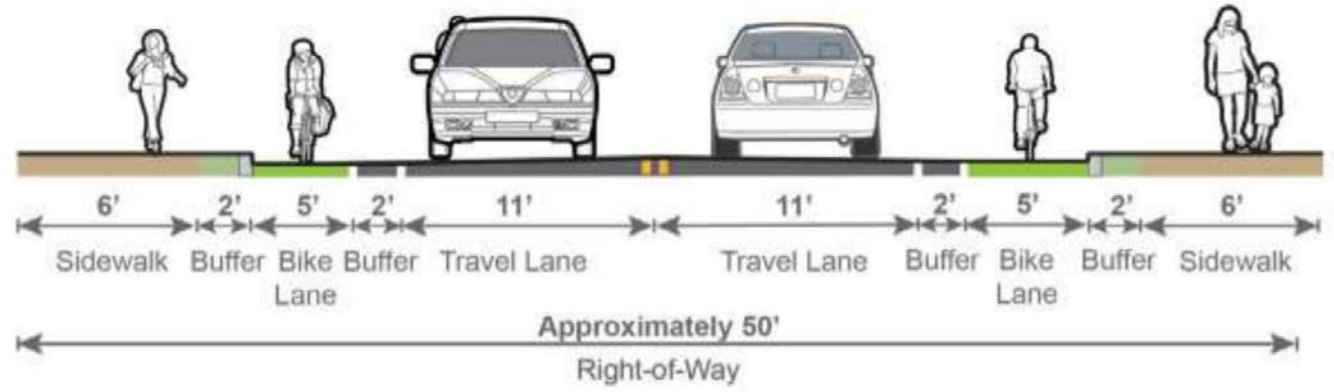 6’ 2’ 5’ 2’ 11’ 11’ 2’ 5’ 2’ 6’
Sidewalk Buffer Bike Buffer Travel Lane Travel Lane Buffer Bike Buffer Sidewalk
Lane Lane
Approximately 50’
Right-of-Way